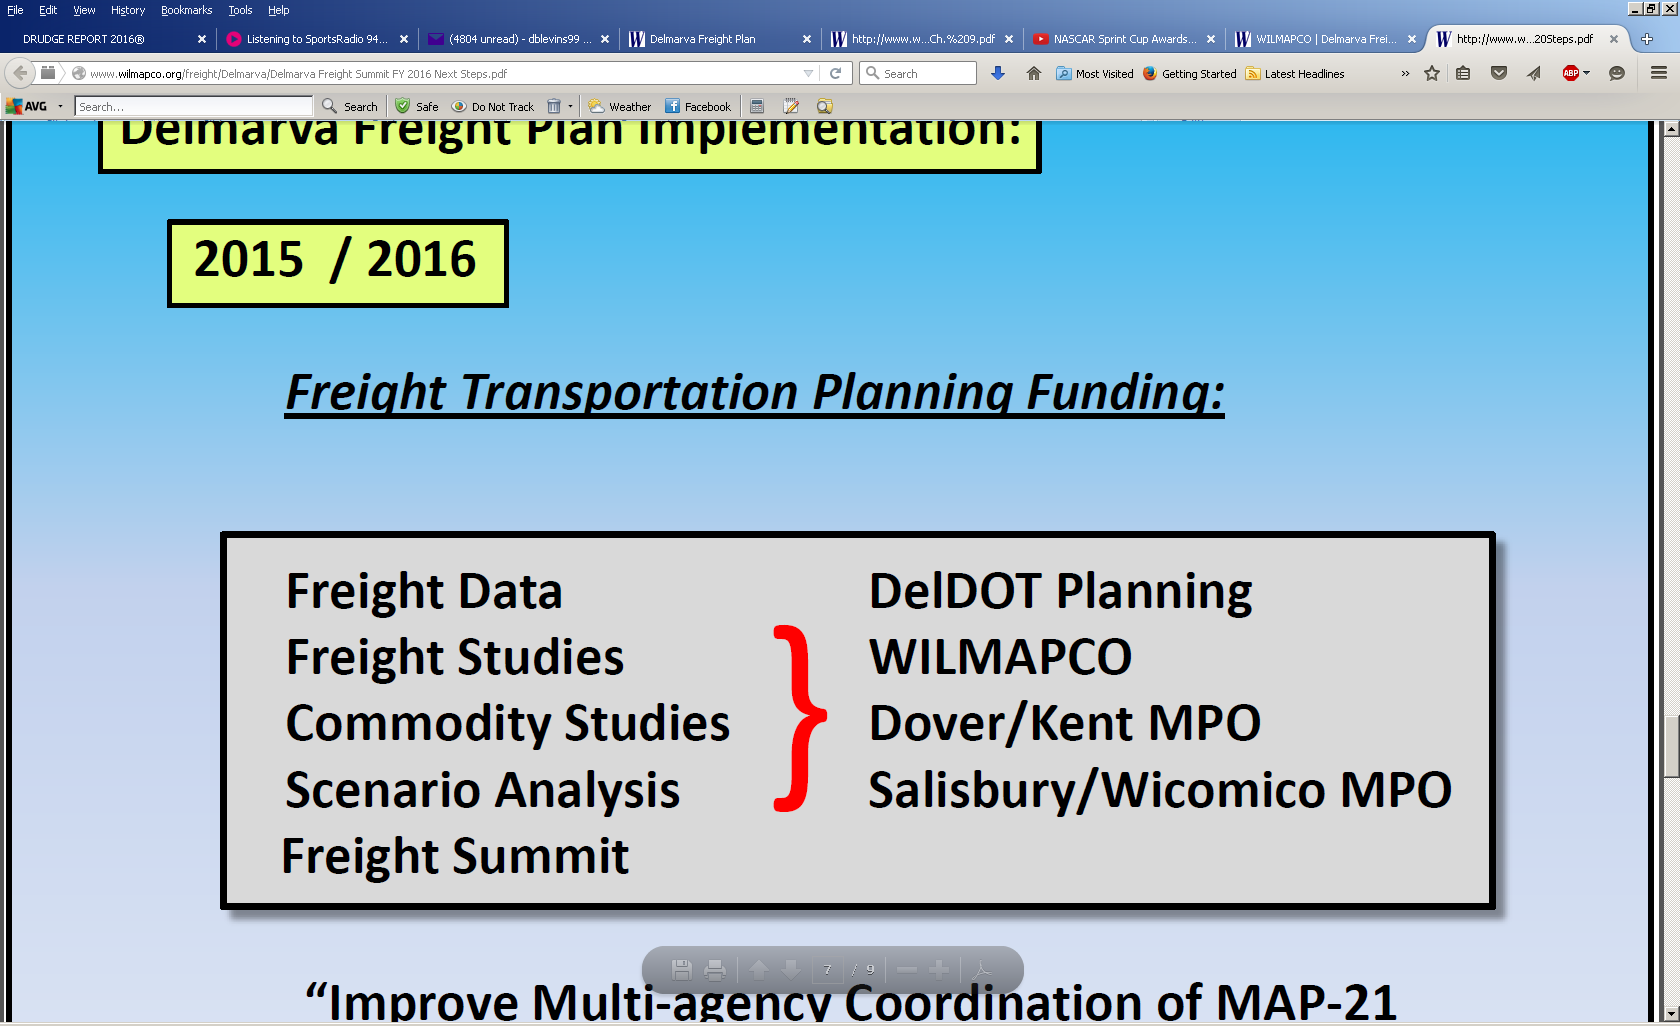 File Edit View History Bookmarks Tools Help
DRUDGE REPORT 2016® Listening to SportsRadio 94... (4804 unread) - dblevins99 ... Delmarva Freight Plan http://www.w...Ch.%209.pdf NASCAR Sprint Cup Awards... WILMAPCO | Delmarva Frei... http://www.w...20Steps.pdf
www.wilmapco.org/freight/Delmarva/Delmarva Freight Summit FY 2016 Next Steps.pdf Search Most Visited Getting Started Latest Headlines ABP
AVG Search... Search Safe Do Not Track Weather Facebook
Delmarva Freight Plan Implementation:
2015 / 2016
Freight Transportation Planning Funding:
Freight Data DelDOT Planning
Freight Studies WILMAPCO
Commodity Studies } Dover/Kent MPO
Scenario Analysis Salisbury/Wicomico MPO
Freight Summit
7 / 9
“Improve Multi-agency Coordination of MAP-21